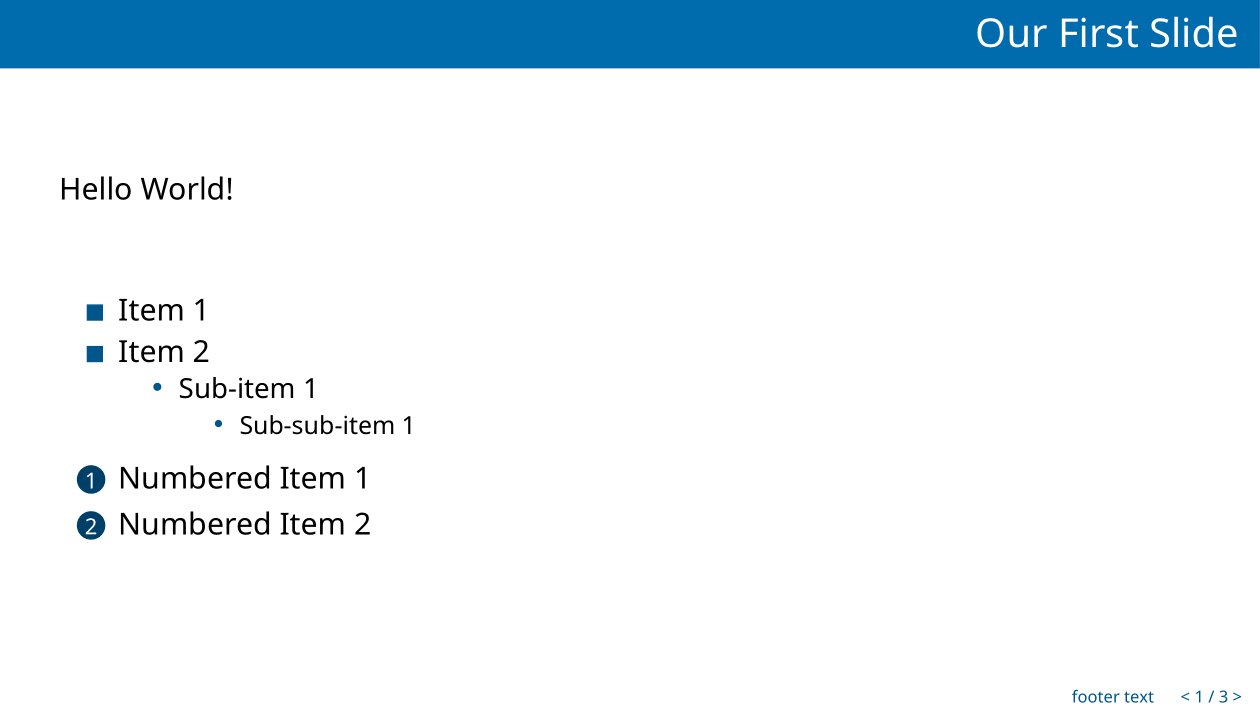 Our First Slide
Hello World!
■ Item 1
■ Item 2
• Sub-item 1
• Sub-sub-item 1
1 Numbered Item 1
2 Numbered Item 2
footer text < 1 / 3 >